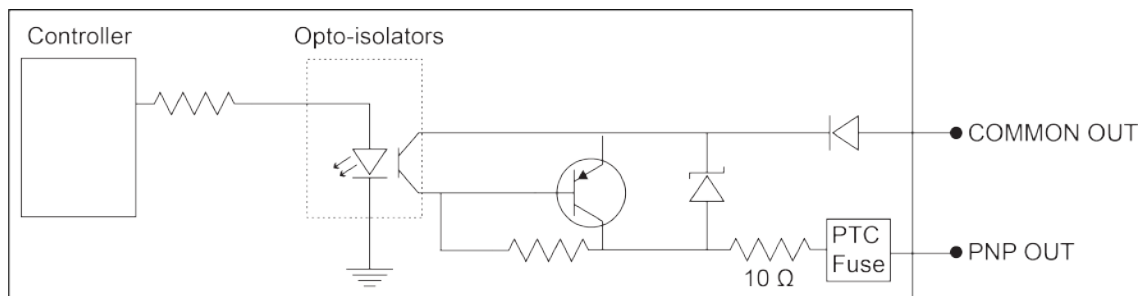 Controller
Opto-isolators
COMMON OUT
PTC
Fuse
PNP OUT
10 Ω